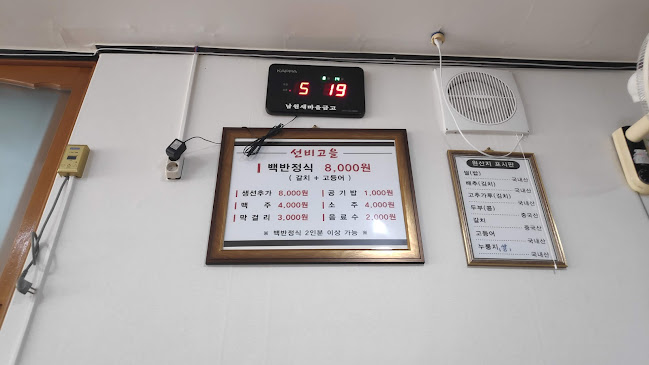 5 19
남원새마을금고
선비고을
백반정식 8,000원
( 갈치 + 고등어 )
생선추가 8,000원 공기밥 1,000원
맥주 4,000원 소주 4,000원
막걸리 3,000원 음료수 2,000원
※ 백반정식 2인분 이상 가능 ※
원산지 표시판
쌀(밥) 국내산
배추(김치) 국내산
고추가루(김치) 국내산
두부(콩) 중국산
갈치 중국산
고등어 국내산
누룽지(쌀) 국내산